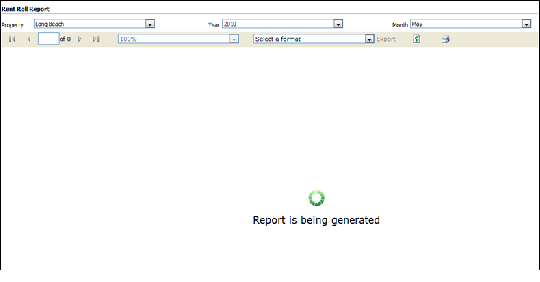 Rent Roll Report
Property Long Beach Year 2010 Month May
of 0 100% Select a format Export
Report is being generated